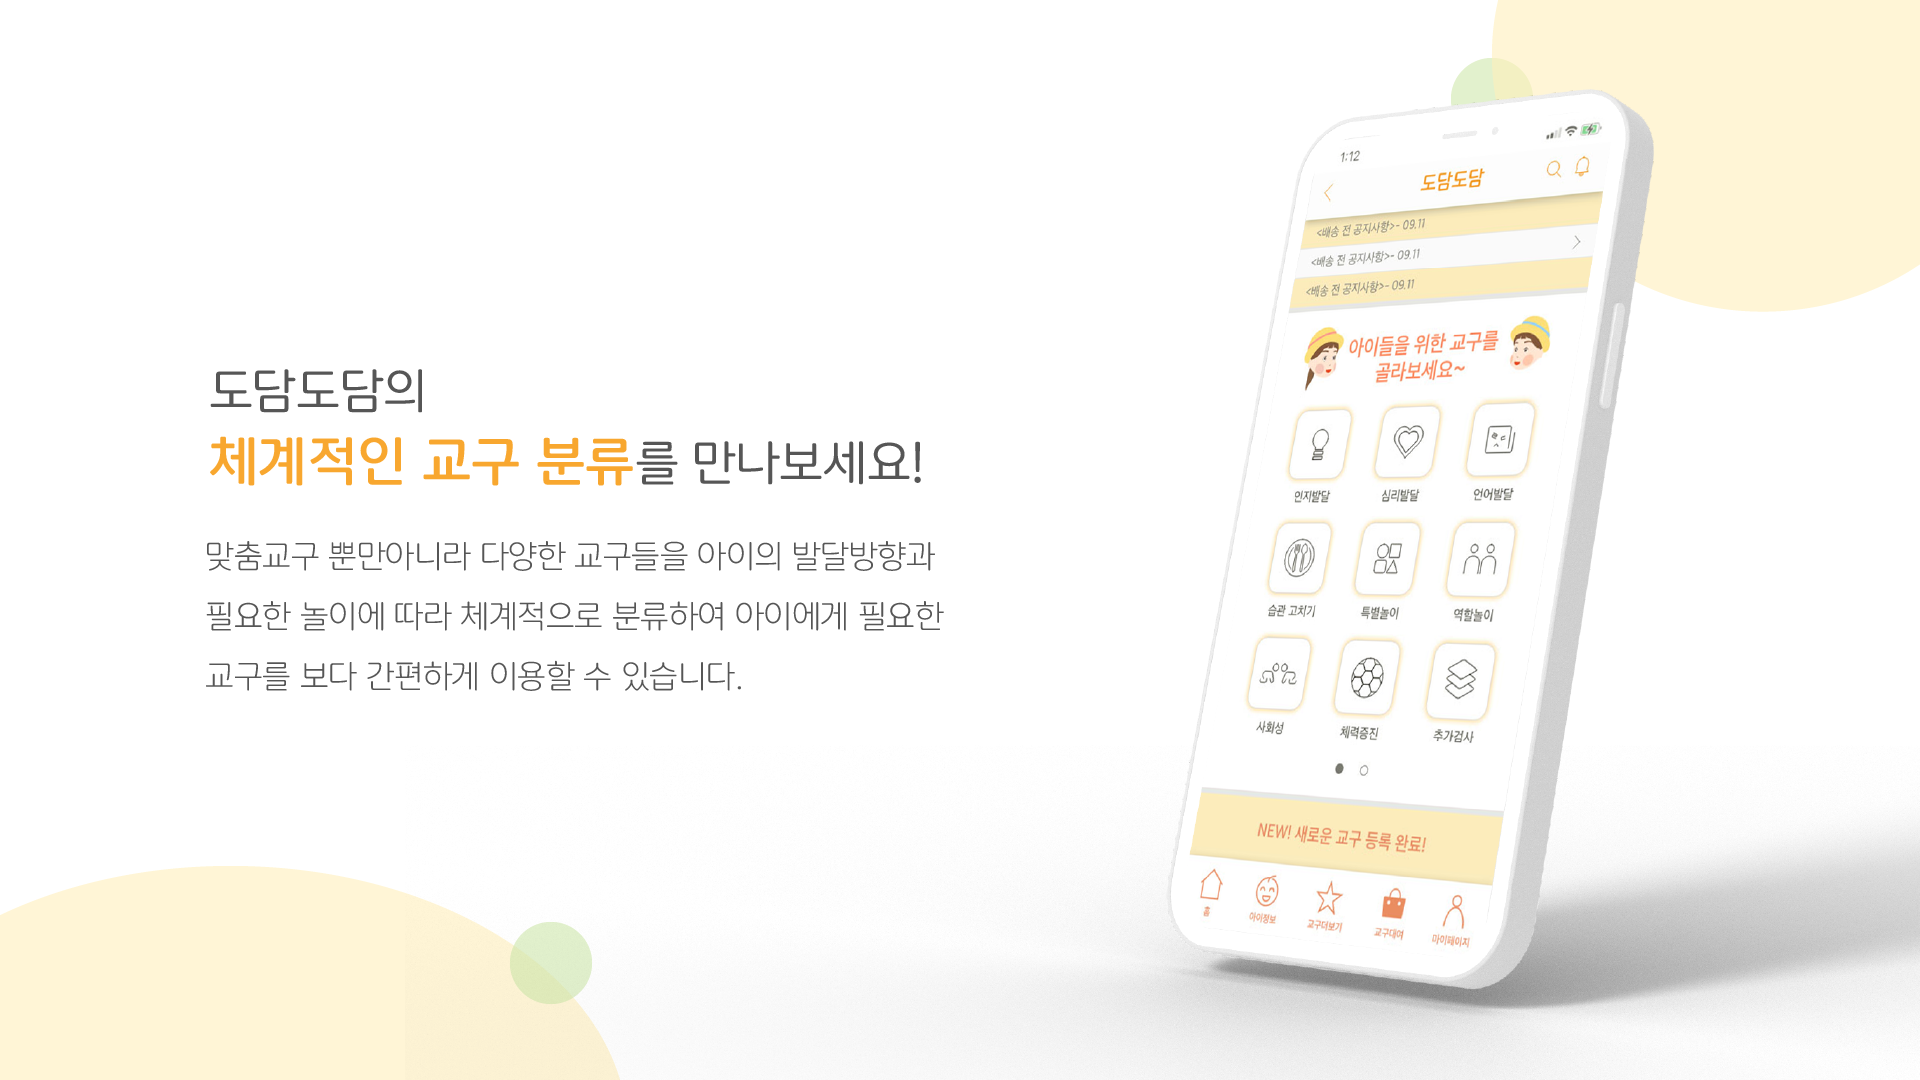 도담도담의
체계적인 교구 분류를 만나보세요!
맞춤교구 뿐만아니라 다양한 교구들을 아이의 발달방향과
필요한 놀이에 따라 체계적으로 분류하여 아이에게 필요한
교구를 보다 간편하게 이용할 수 있습니다.
1:12
도담도담
<배송 전 공지사항>- 09.11
<배송 전 공지사항>- 09.11
<배송 전 공지사항>- 09.11
아이들을 위한 교구를
골라보세요~
인지발달 심리발달 언어발달
습관 고치기 특별놀이 역할놀이
사회성 체력증진 추가검사
NEW! 새로운 교구 등록 완료!
홈 아이정보 교구더보기 교구대여 마이페이지